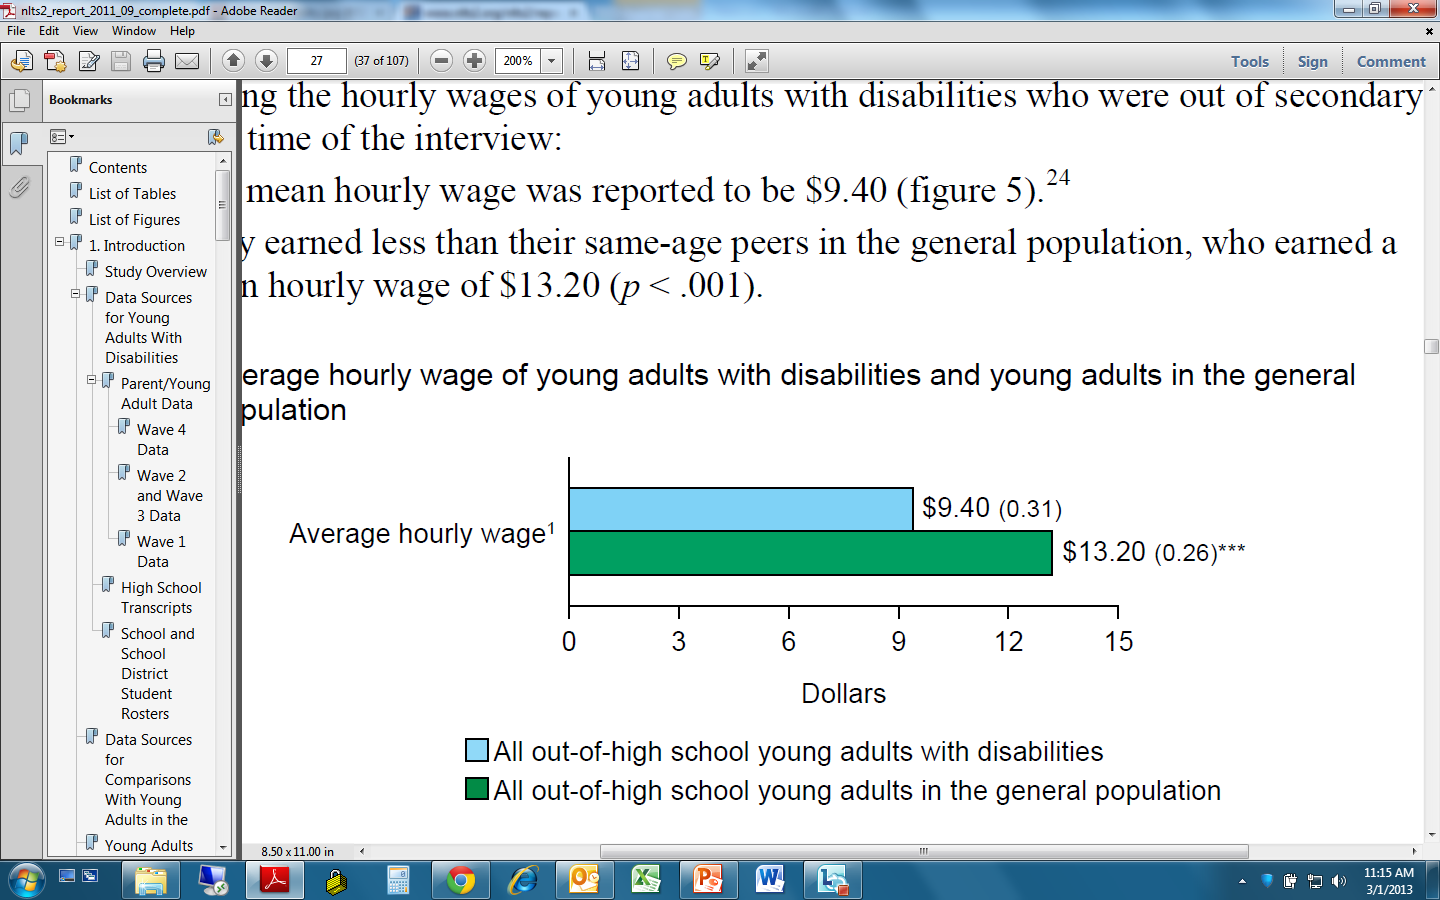 nlts2_report_2011_09_complete.pdf - Adobe Reader
File Edit View Window Help
27 (37 of 107) 200% Tools Sign Comment
Bookmarks
Contents
List of Tables
List of Figures
1. Introduction
Study Overview
Data Sources
for Young
Adults With
Disabilities
Parent/Young
Adult Data
Wave 4
Data
Wave 2
and Wave
3 Data
Wave 1
Data
High School
Transcripts
School and
School
District
Student
Rosters
Data Sources
for
Comparisons
With Young
Adults in the
Young Adults
ng the hourly wages of young adults with disabilities who were out of secondary
time of the interview:
mean hourly wage was reported to be $9.40 (figure 5).24
y earned less than their same-age peers in the general population, who earned a
n hourly wage of $13.20 (p < .001).
erage hourly wage of young adults with disabilities and young adults in the general
pulation
$9.40 (0.31)
Average hourly wage1
$13.20 (0.26)***
0 3 6 9 12 15
Dollars
All out-of-high school young adults with disabilities
All out-of-high school young adults in the general population
8.50 x 11.00 in
11:15 AM
3/1/2013